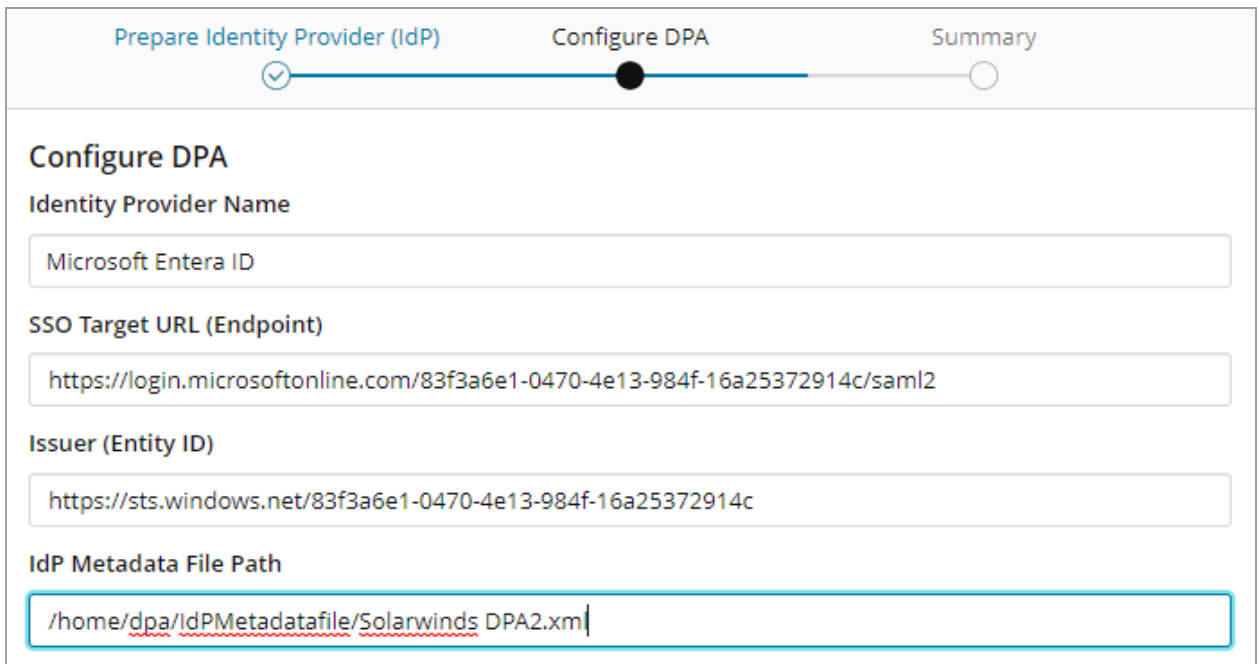 Prepare Identity Provider (IdP) Configure DPA Summary
Configure DPA
Identity Provider Name
Microsoft Entera ID
SSO Target URL (Endpoint)
https://login.microsoftonline.com/83f3a6e1-0470-4e13-984f-16a25372914c/saml2
Issuer (Entity ID)
https://sts.windows.net/83f3a6e1-0470-4e13-984f-16a25372914c
IdP Metadata File Path
/home/dpa/IdPMetadatafile/Solarwinds DPA2.xml